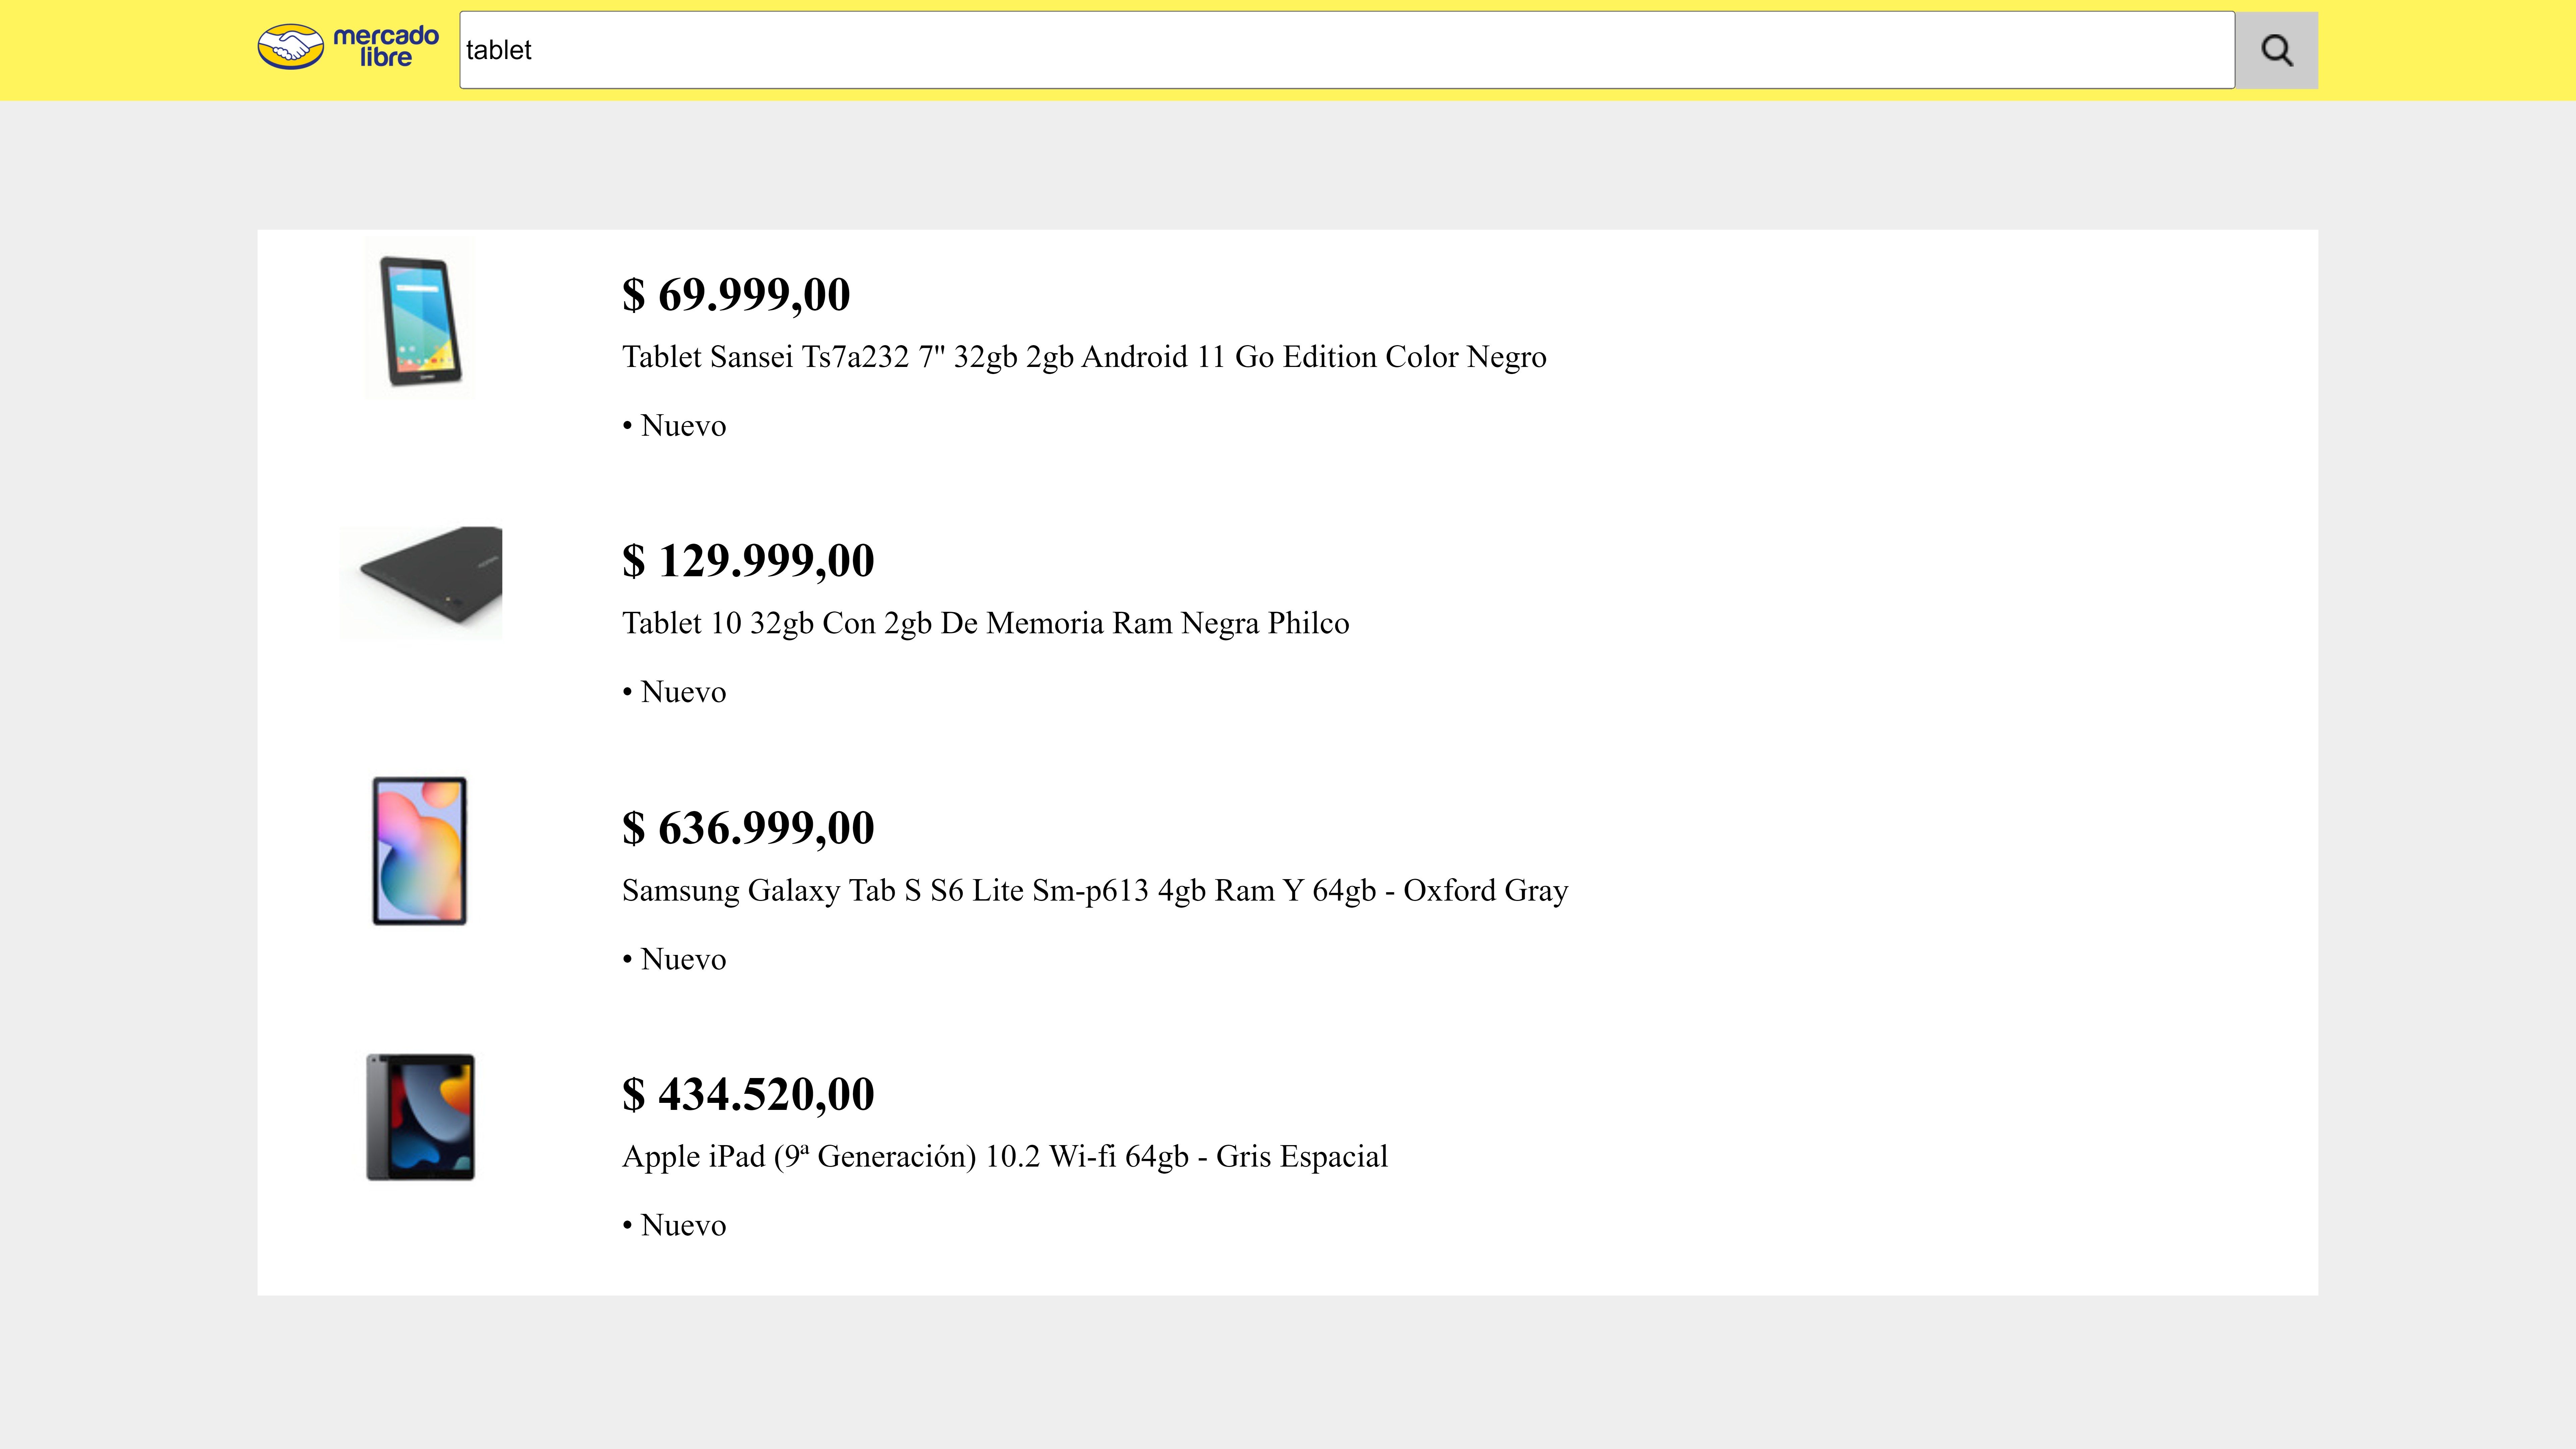 mercado
libre
tablet
$ 69.999,00
Tablet Sansei Ts7a232 7" 32gb 2gb Android 11 Go Edition Color Negro
• Nuevo
$ 129.999,00
Tablet 10 32gb Con 2gb De Memoria Ram Negra Philco
• Nuevo
$ 636.999,00
Samsung Galaxy Tab S S6 Lite Sm-p613 4gb Ram Y 64gb - Oxford Gray
• Nuevo
$ 434.520,00
Apple iPad (9ª Generación) 10.2 Wi-fi 64gb - Gris Espacial
• Nuevo